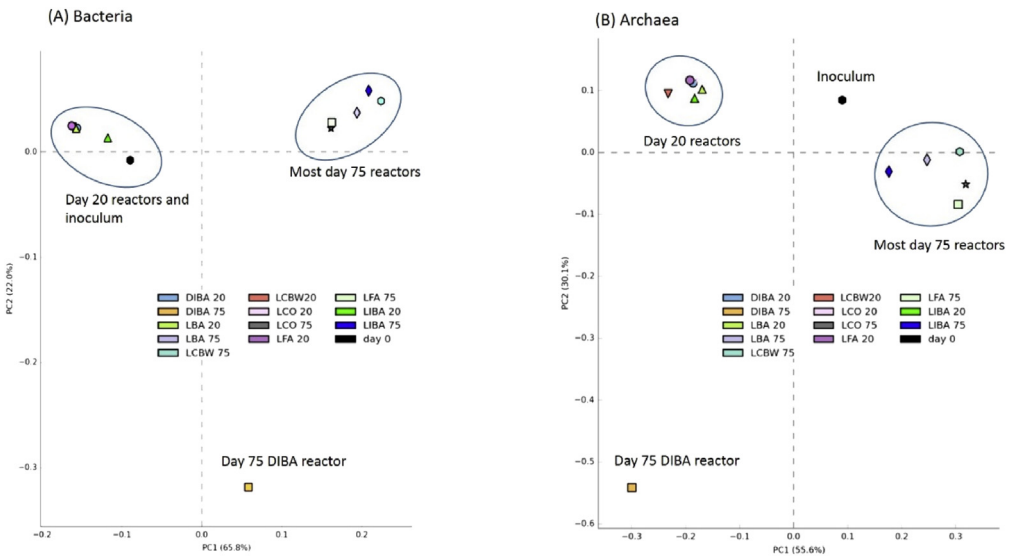 (A) Bacteria
Most day 75 reactors
Day 20 reactors and
inoculum
Day 75 DIBA reactor
0.0
−0.1
−0.2
−0.3
−0.2
−0.1
0.0
0.1
0.2
PC2 (22.0%)
PC1 (65.8%)
DIBA 20
DIBA 75
LBA 20
LBA 75
LCBW 75
LCBW20
LCO 20
LCO 75
LFA 20
LFA 75
LIBA 20
LIBA 75
day 0
(B) Archaea
Inoculum
Day 20 reactors
Most day 75 reactors
Day 75 DIBA reactor
0.1
0.0
−0.1
−0.2
−0.3
−0.4
−0.5
−0.6
−0.3
−0.2
−0.1
0.0
0.1
0.2
0.3
PC2 (30.1%)
PC1 (55.6%)
DIBA 20
DIBA 75
LBA 20
LBA 75
LCBW 75
LCBW20
LCO 20
LCO 75
LFA 20
LFA 75
LIBA 20
LIBA 75
day 0